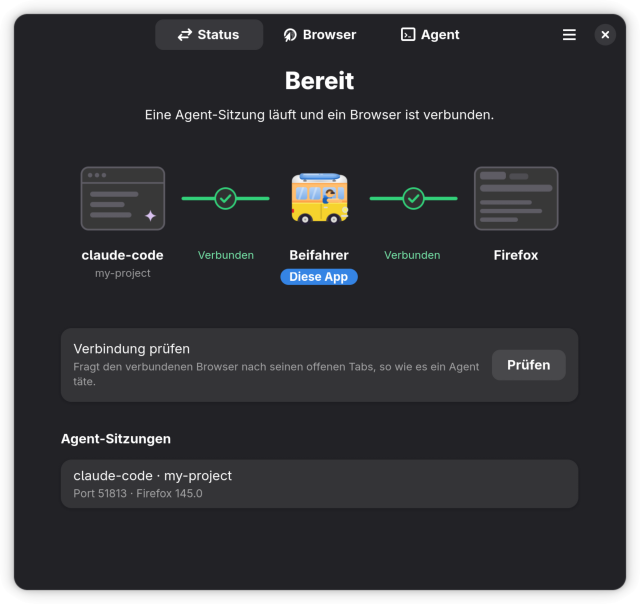 Status
Browser
Agent
Bereit
Eine Agent-Sitzung läuft und ein Browser ist verbunden.
claude-code
my-project
Verbunden
Beifahrer
Diese App
Verbunden
Firefox
Verbindung prüfen
Fragt den verbundenen Browser nach seinen offenen Tabs, so wie es ein Agent
täte.
Prüfen
Agent-Sitzungen
claude-code · my-project
Port 51813 · Firefox 145.0